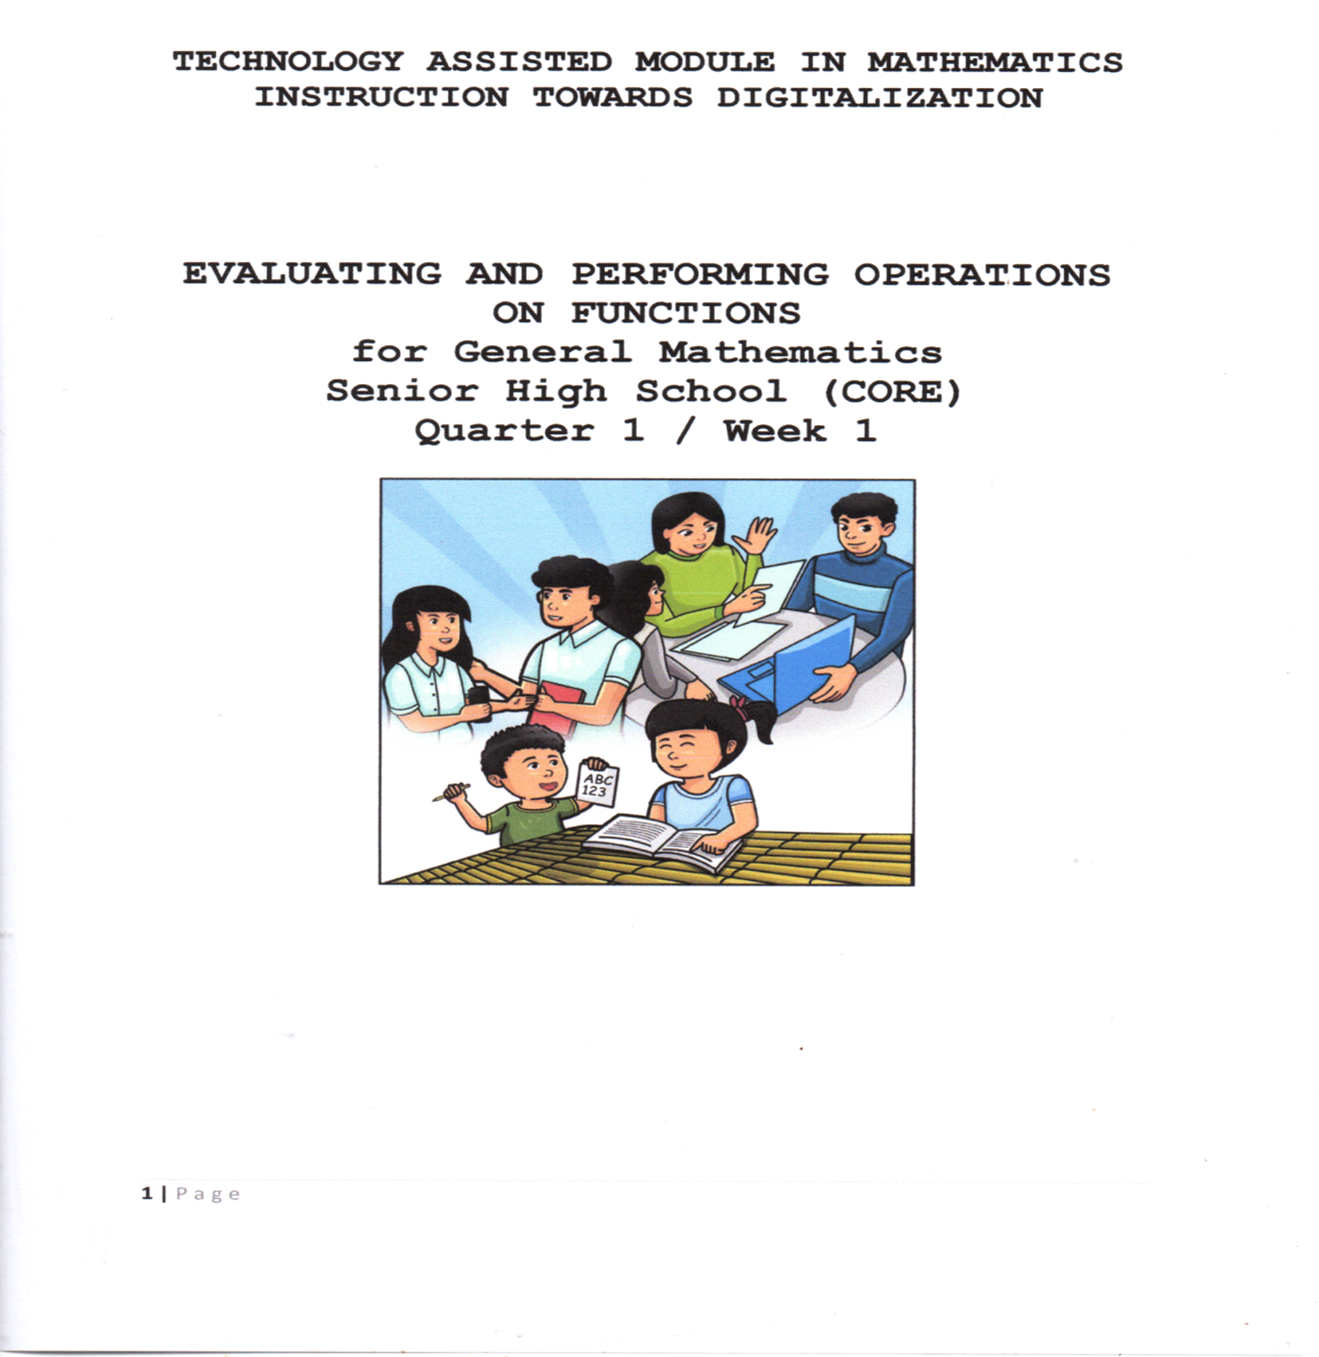 TECHNOLOGY ASSISTED MODULE IN MATHEMATICS
INSTRUCTION TOWARDS DIGITALIZATION
EVALUATING AND PERFORMING OPERATIONS
ON FUNCTIONS
for General Mathematics
Senior High School (CORE)
Quarter 1 / Week 1
ABC
123
1 | Page